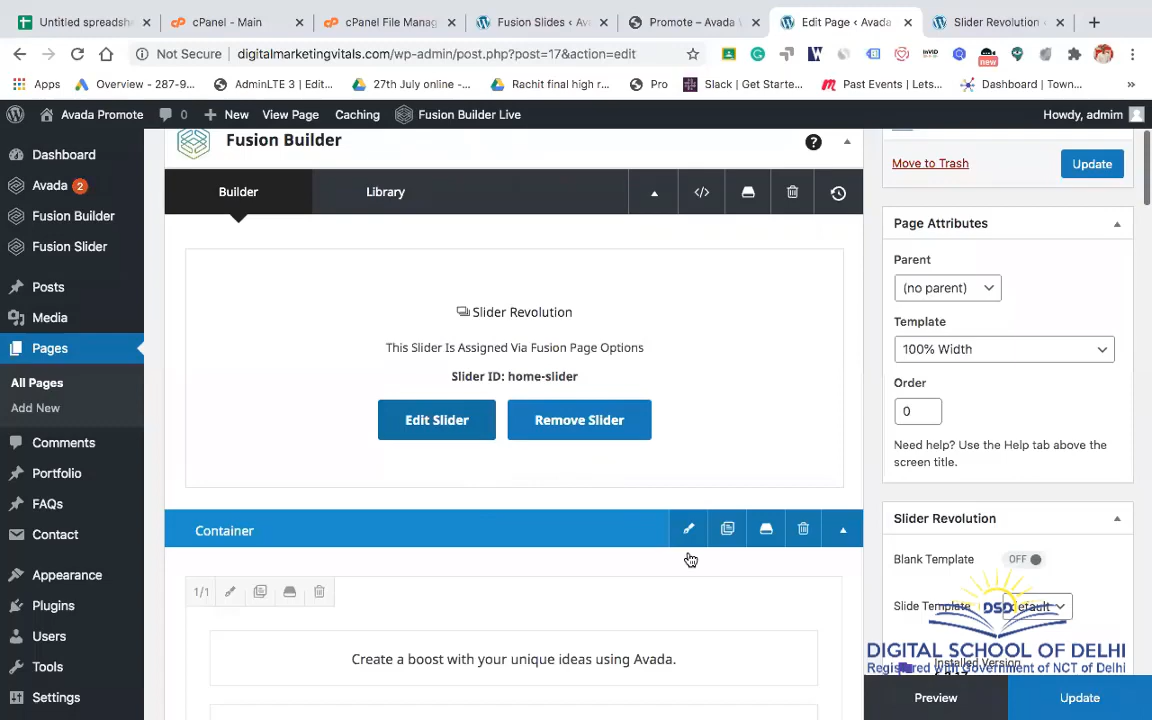 Untitled spreadshe
cPanel - Main
cPanel File Manag
Fusion Slides ‹ Av
Promote – Avada
Edit Page ‹ Avada
Slider Revolution
Not Secure
digitalmarketingvitals.com/wp-admin/post.php?post=17&action=edit
new
Apps
Overview - 287-9...
AdminLTE 3 | Edit...
27th July online -...
Rachit final high r...
Pro
Slack | Get Starte...
Past Events | Lets...
Dashboard | Town...
Avada Promote
0
New
View Page
Caching
Fusion Builder Live
Howdy, admim
Dashboard
Avada 2
Fusion Builder
Fusion Slider
Posts
Media
Pages
All Pages
Add New
Comments
Portfolio
FAQs
Contact
Appearance
Plugins
Users
Tools
Settings
Fusion Builder
Builder
Library
Slider Revolution
This Slider Is Assigned Via Fusion Page Options
Slider ID: home-slider
Edit Slider
Remove Slider
Container
1/1
Create a boost with your unique ideas using Avada.
Move to Trash
Update
Page Attributes
Parent
(no parent)
Template
100% Width
Order
0
Need help? Use the Help tab above the
screen title.
Slider Revolution
Blank Template
OFF
Slide Template
default
DSD
DIGITAL SCHOOL OF DELHI
Registered with Government of NCT of Delhi
Installed Version
Preview
Update